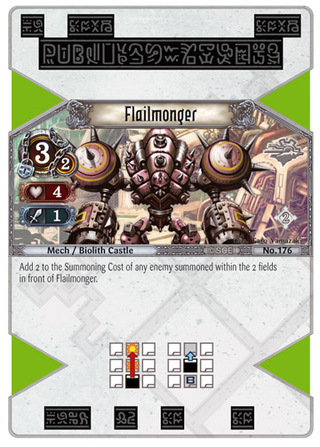 Flailmonger
3
2
4
1
2
Mech / Biolith Castle
No.176
Add 2 to the Summoning Cost of any enemy summoned within the 2 fields
in front of Flailmonger.